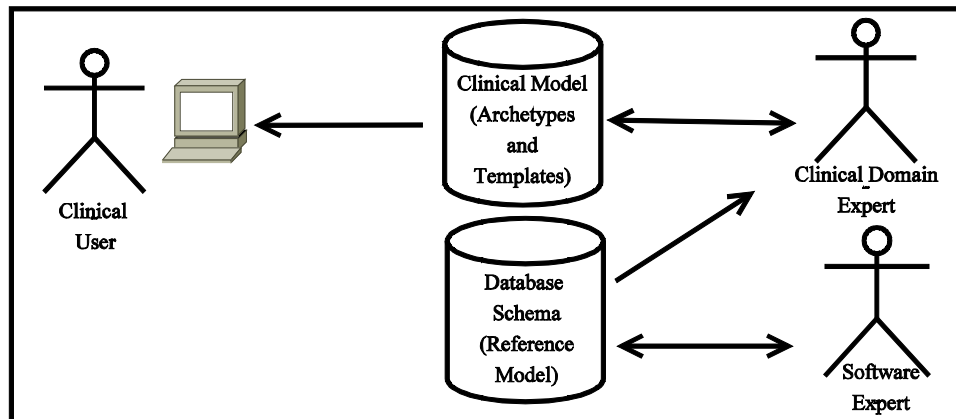 Clinical Model
(Archetypes
and
Templates)
Clinical Domain
Expert
Clinical
User
Database
Schema
(Reference
Model)
Software
Expert